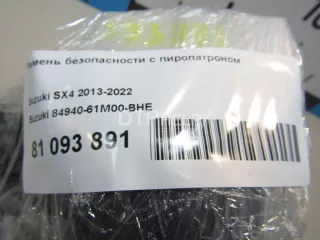 Ремень безопасности с пиропатроном
Suzuki SX4 2013-2022
Suzuki 84940-61M00-BHE
81 093 891